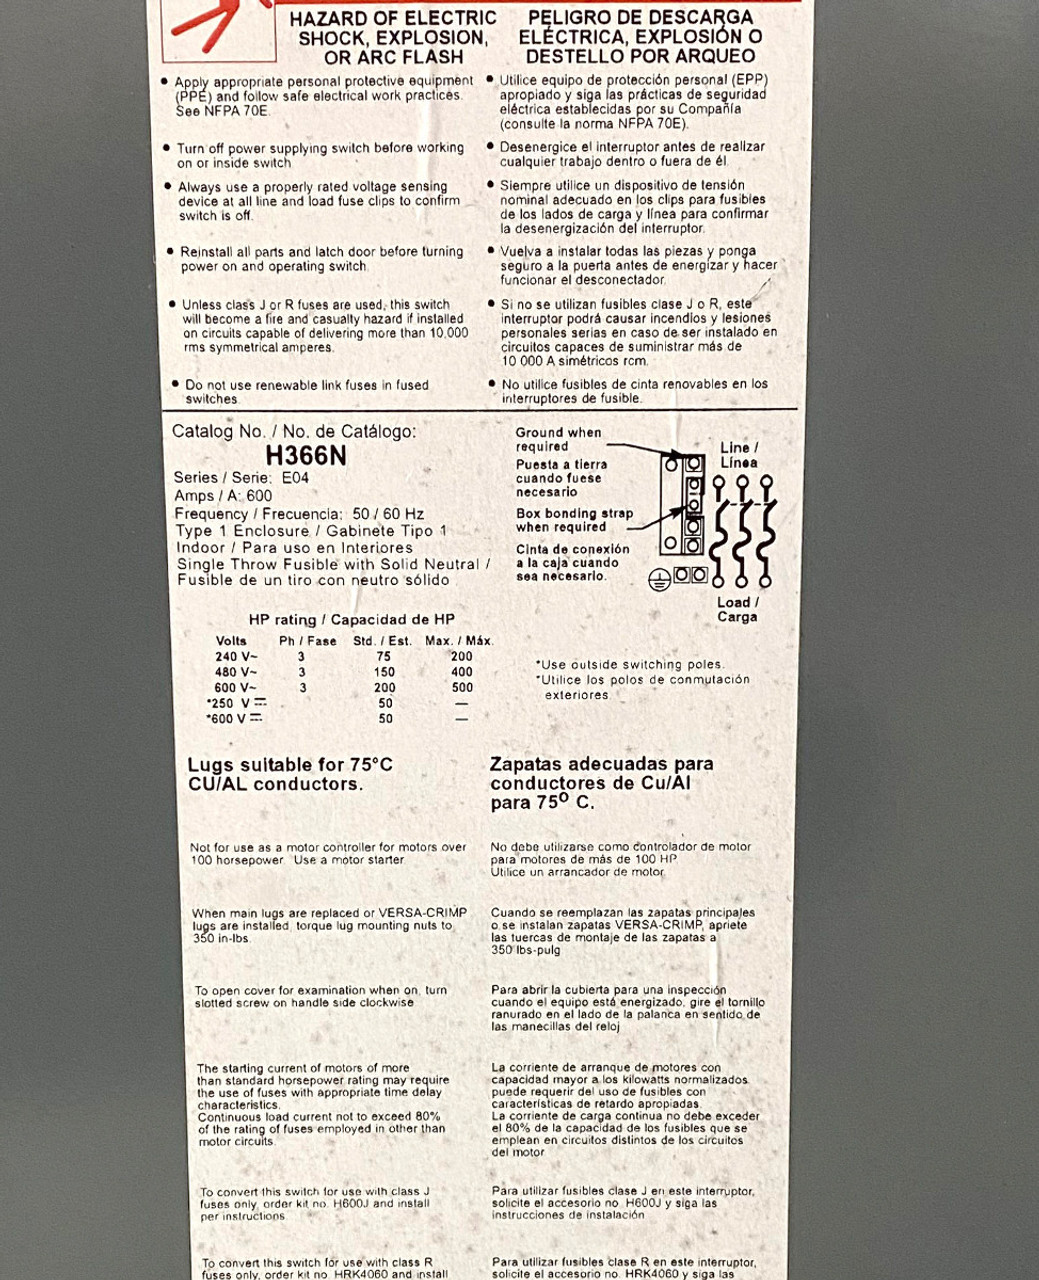 HAZARD OF ELECTRIC
SHOCK, EXPLOSION,
OR ARC FLASH
PELIGRO DE DESCARGA
ELÉCTRICA, EXPLOSIÓN O
DESTELLO POR ARQUEO
• Apply appropriate personal protective equipment
(PPE) and follow safe electrical work practices.
See NFPA 70E.
• Utilice equipo de protección personal (EPP)
apropiado y siga las prácticas de seguridad
eléctrica establecidas por su Compañía
(consulte la norma NFPA 70E).
• Turn off power supplying switch before working
on or inside switch
• Desenergice el interruptor antes de realizar
cualquier trabajo dentro o fuera de él.
• Always use a properly rated voltage sensing
device at all line and load fuse clips to confirm
switch is off.
• Siempre utilice un dispositivo de tensión
nominal adecuado en los clips para fusibles
de los lados de carga y línea para confirmar
la desenergización del interruptor.
• Reinstall all parts and latch door before turning
power on and operating switch.
• Vuelva a instalar todas las piezas y ponga
seguro a la puerta antes de energizar y hacer
funcionar el desconectador.
• Unless class J or R fuses are used, this switch
will become a fire and casualty hazard if installed
on circuits capable of delivering more than 10,000
rms symmetrical amperes.
• Si no se utilizan fusibles clase J o R, este
interruptor podrá causar incendios y lesiones
personales serias en caso de ser instalado en
circuitos capaces de suministrar más de
10 000 A simétricos rcm.
• Do not use renewable link fuses in fused
switches.
• No utilice fusibles de cinta renovables en los
interruptores de fusible.
Catalog No. / No. de Catálogo:
H366N
Series / Serie: E04
Amps / A: 600
Frequency / Frecuencia: 50 / 60 Hz
Type 1 Enclosure / Gabinete Tipo 1
Indoor / Para uso en Interiores
Single Throw Fusible with Solid Neutral /
Fusible de un tiro con neutro sólido
Ground when
required
Puesta a tierra
cuando fuese
necesario
Box bonding strap
when required
Cinta de conexión
a la caja cuando
sea necesario.
Line /
Línea
Load /
Carga
HP rating / Capacidad de HP
Volts Ph / Fase Std. / Est. Max. / Máx.
240 V~ 3 75 200
480 V~ 3 150 400
600 V~ 3 200 500
*250 V ⎓ 50 —
*600 V ⎓ 50 —
*Use outside switching poles.
*Utilice los polos de conmutación
exteriores.
Lugs suitable for 75°C
CU/AL conductors.
Zapatas adecuadas para
conductores de Cu/Al
para 75º C.
Not for use as a motor controller for motors over
100 horsepower. Use a motor starter.
No debe utilizarse como controlador de motor
para motores de más de 100 HP.
Utilice un arrancador de motor.
When main lugs are replaced or VERSA-CRIMP
lugs are installed, torque lug mounting nuts to
350 in-lbs.
Cuando se reemplazan las zapatas principales
o se instalan zapatas VERSA-CRIMP, apriete
las tuercas de montaje de las zapatas a
350 lbs-pulg
To open cover for examination when on, turn
slotted screw on handle side clockwise
Para abrir la cubierta para una inspección
cuando el equipo está energizado, gire el tornillo
ranurado en el lado de la palanca en sentido de
las manecillas del reloj
The starting current of motors of more
than standard horsepower rating may require
the use of fuses with appropriate time delay
characteristics.
Continuous load current not to exceed 80%
of the rating of fuses employed in other than
motor circuits.
La corriente de arranque de motores con
capacidad mayor a los kilowatts normalizados
puede requerir del uso de fusibles con
características de retardo apropiadas.
La corriente de carga continua no debe exceder
el 80% de la capacidad de los fusibles que se
emplean en circuitos distintos de los circuitos
del motor
To convert this switch for use with class J
fuses only, order kit no. H600J and install
per instructions
Para utilizar fusibles clase J en este interruptor,
solicite el accesorio no. H600J y siga las
instrucciones de instalación
To convert this switch for use with class R
fuses only, order kit no. HRK4060 and install
Para utilizar fusibles clase R en este interruptor,
solicite el accesorio no. HRK4060 y siga las